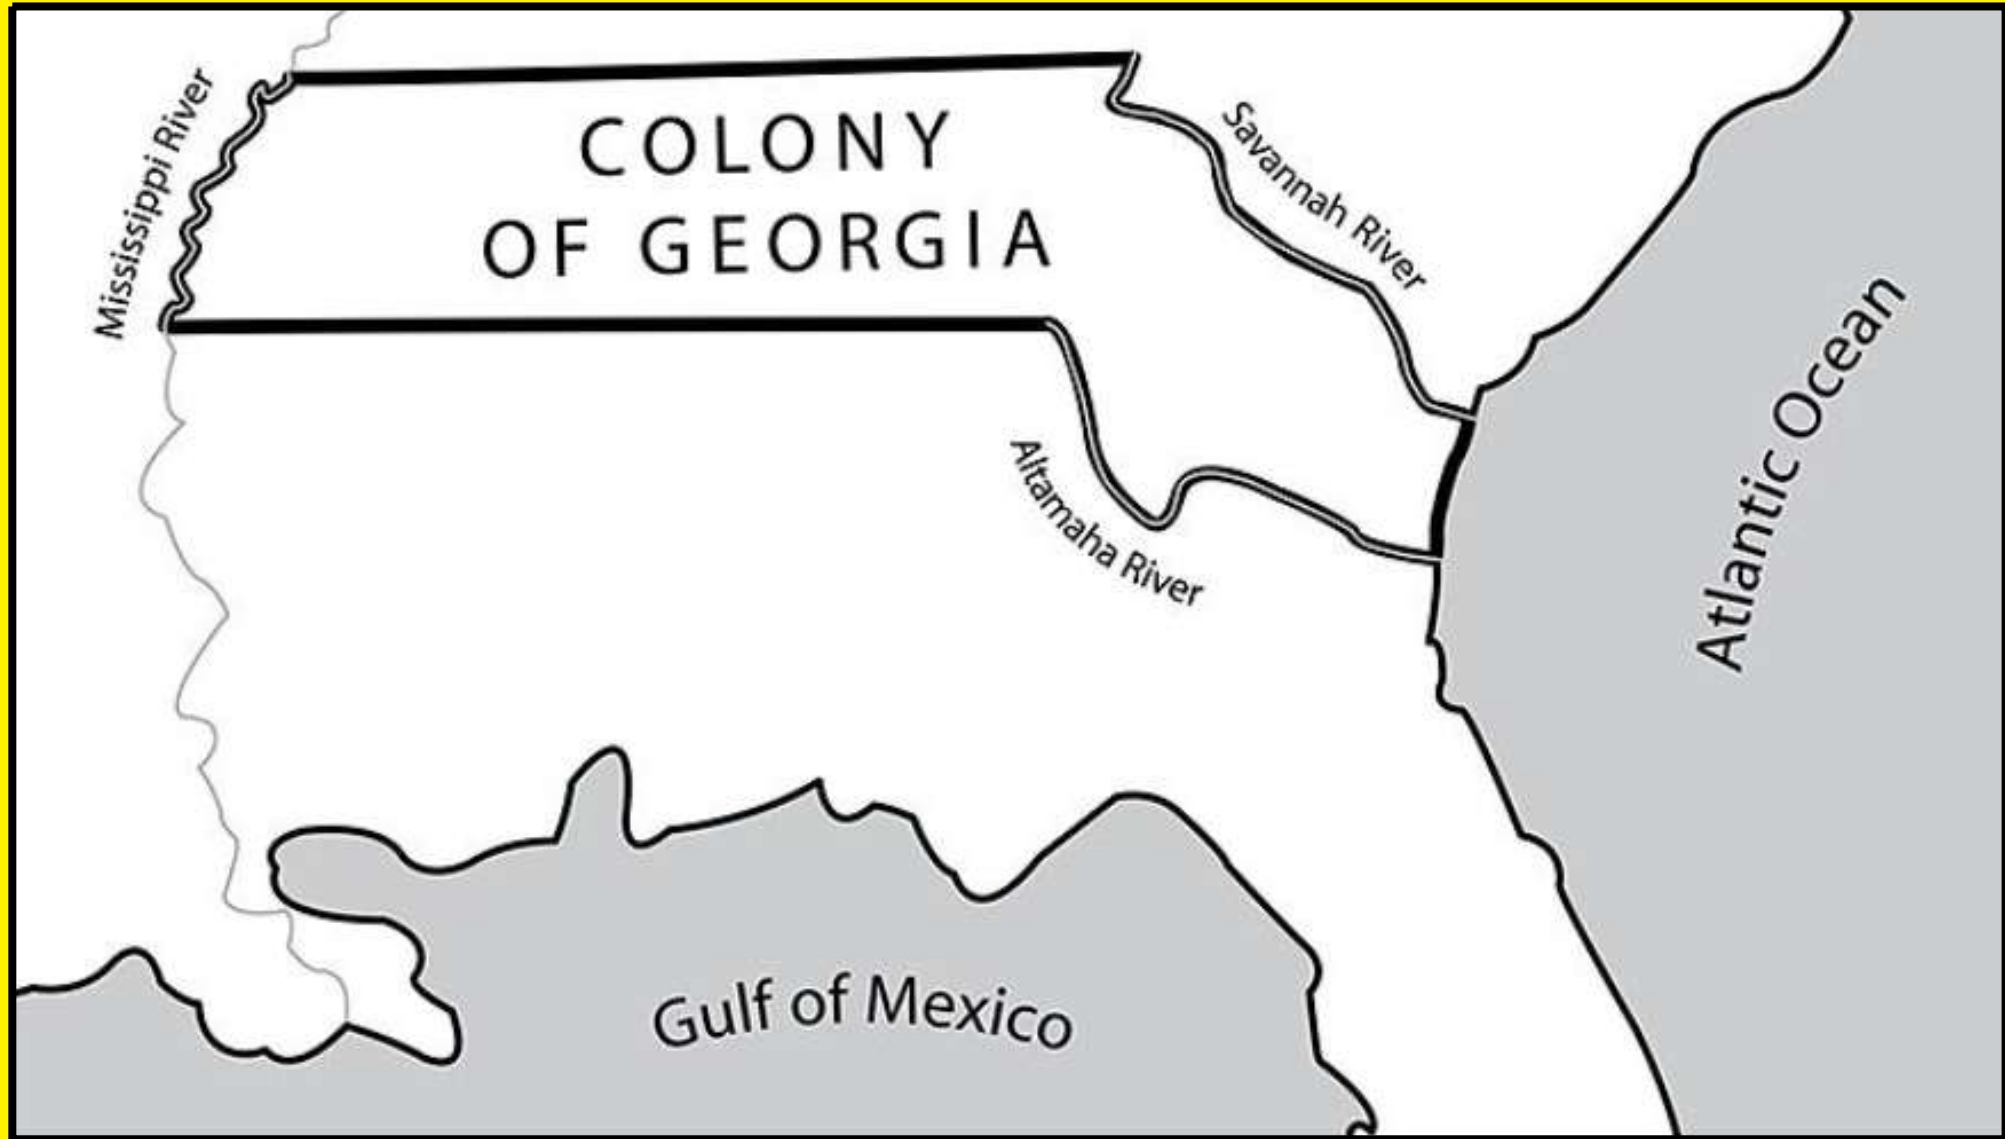 Mississippi River
COLONY
OF GEORGIA
Savannah River
Altamaha River
Atlantic Ocean
Gulf of Mexico